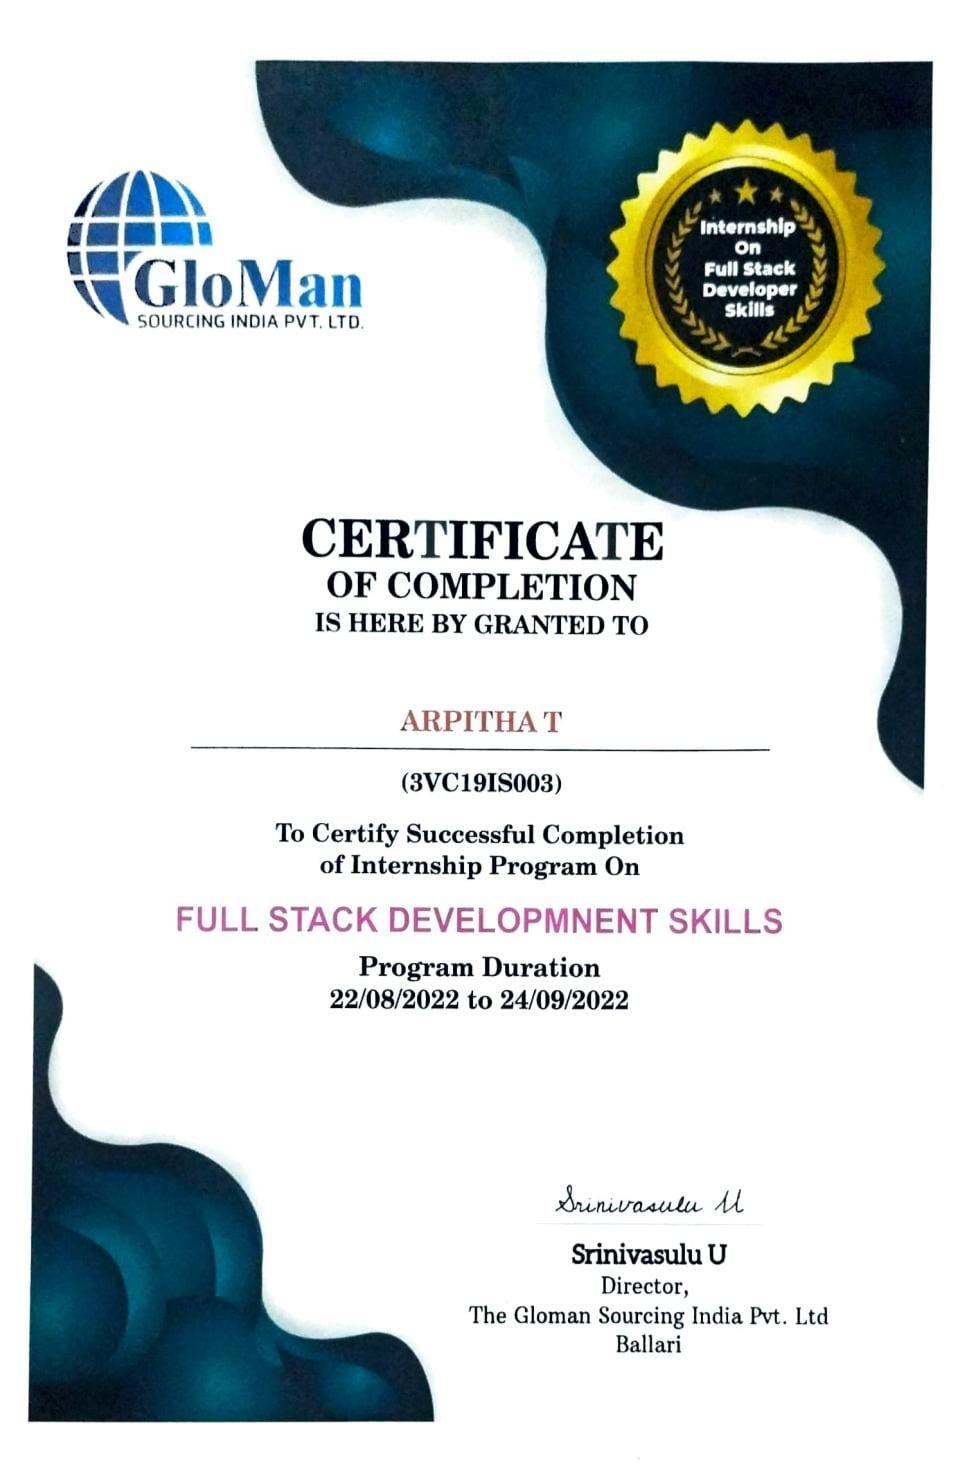 GloMan
SOURCING INDIA PVT. LTD.
Internship
On
Full Stack
Developer
Skills
CERTIFICATE
OF COMPLETION
IS HERE BY GRANTED TO
ARPITHA T
(3VC19IS003)
To Certify Successful Completion
of Internship Program On
FULL STACK DEVELOPMNENT SKILLS
Program Duration
22/08/2022 to 24/09/2022
Srinivasulu U
Srinivasulu U
Director,
The Gloman Sourcing India Pvt. Ltd
Ballari